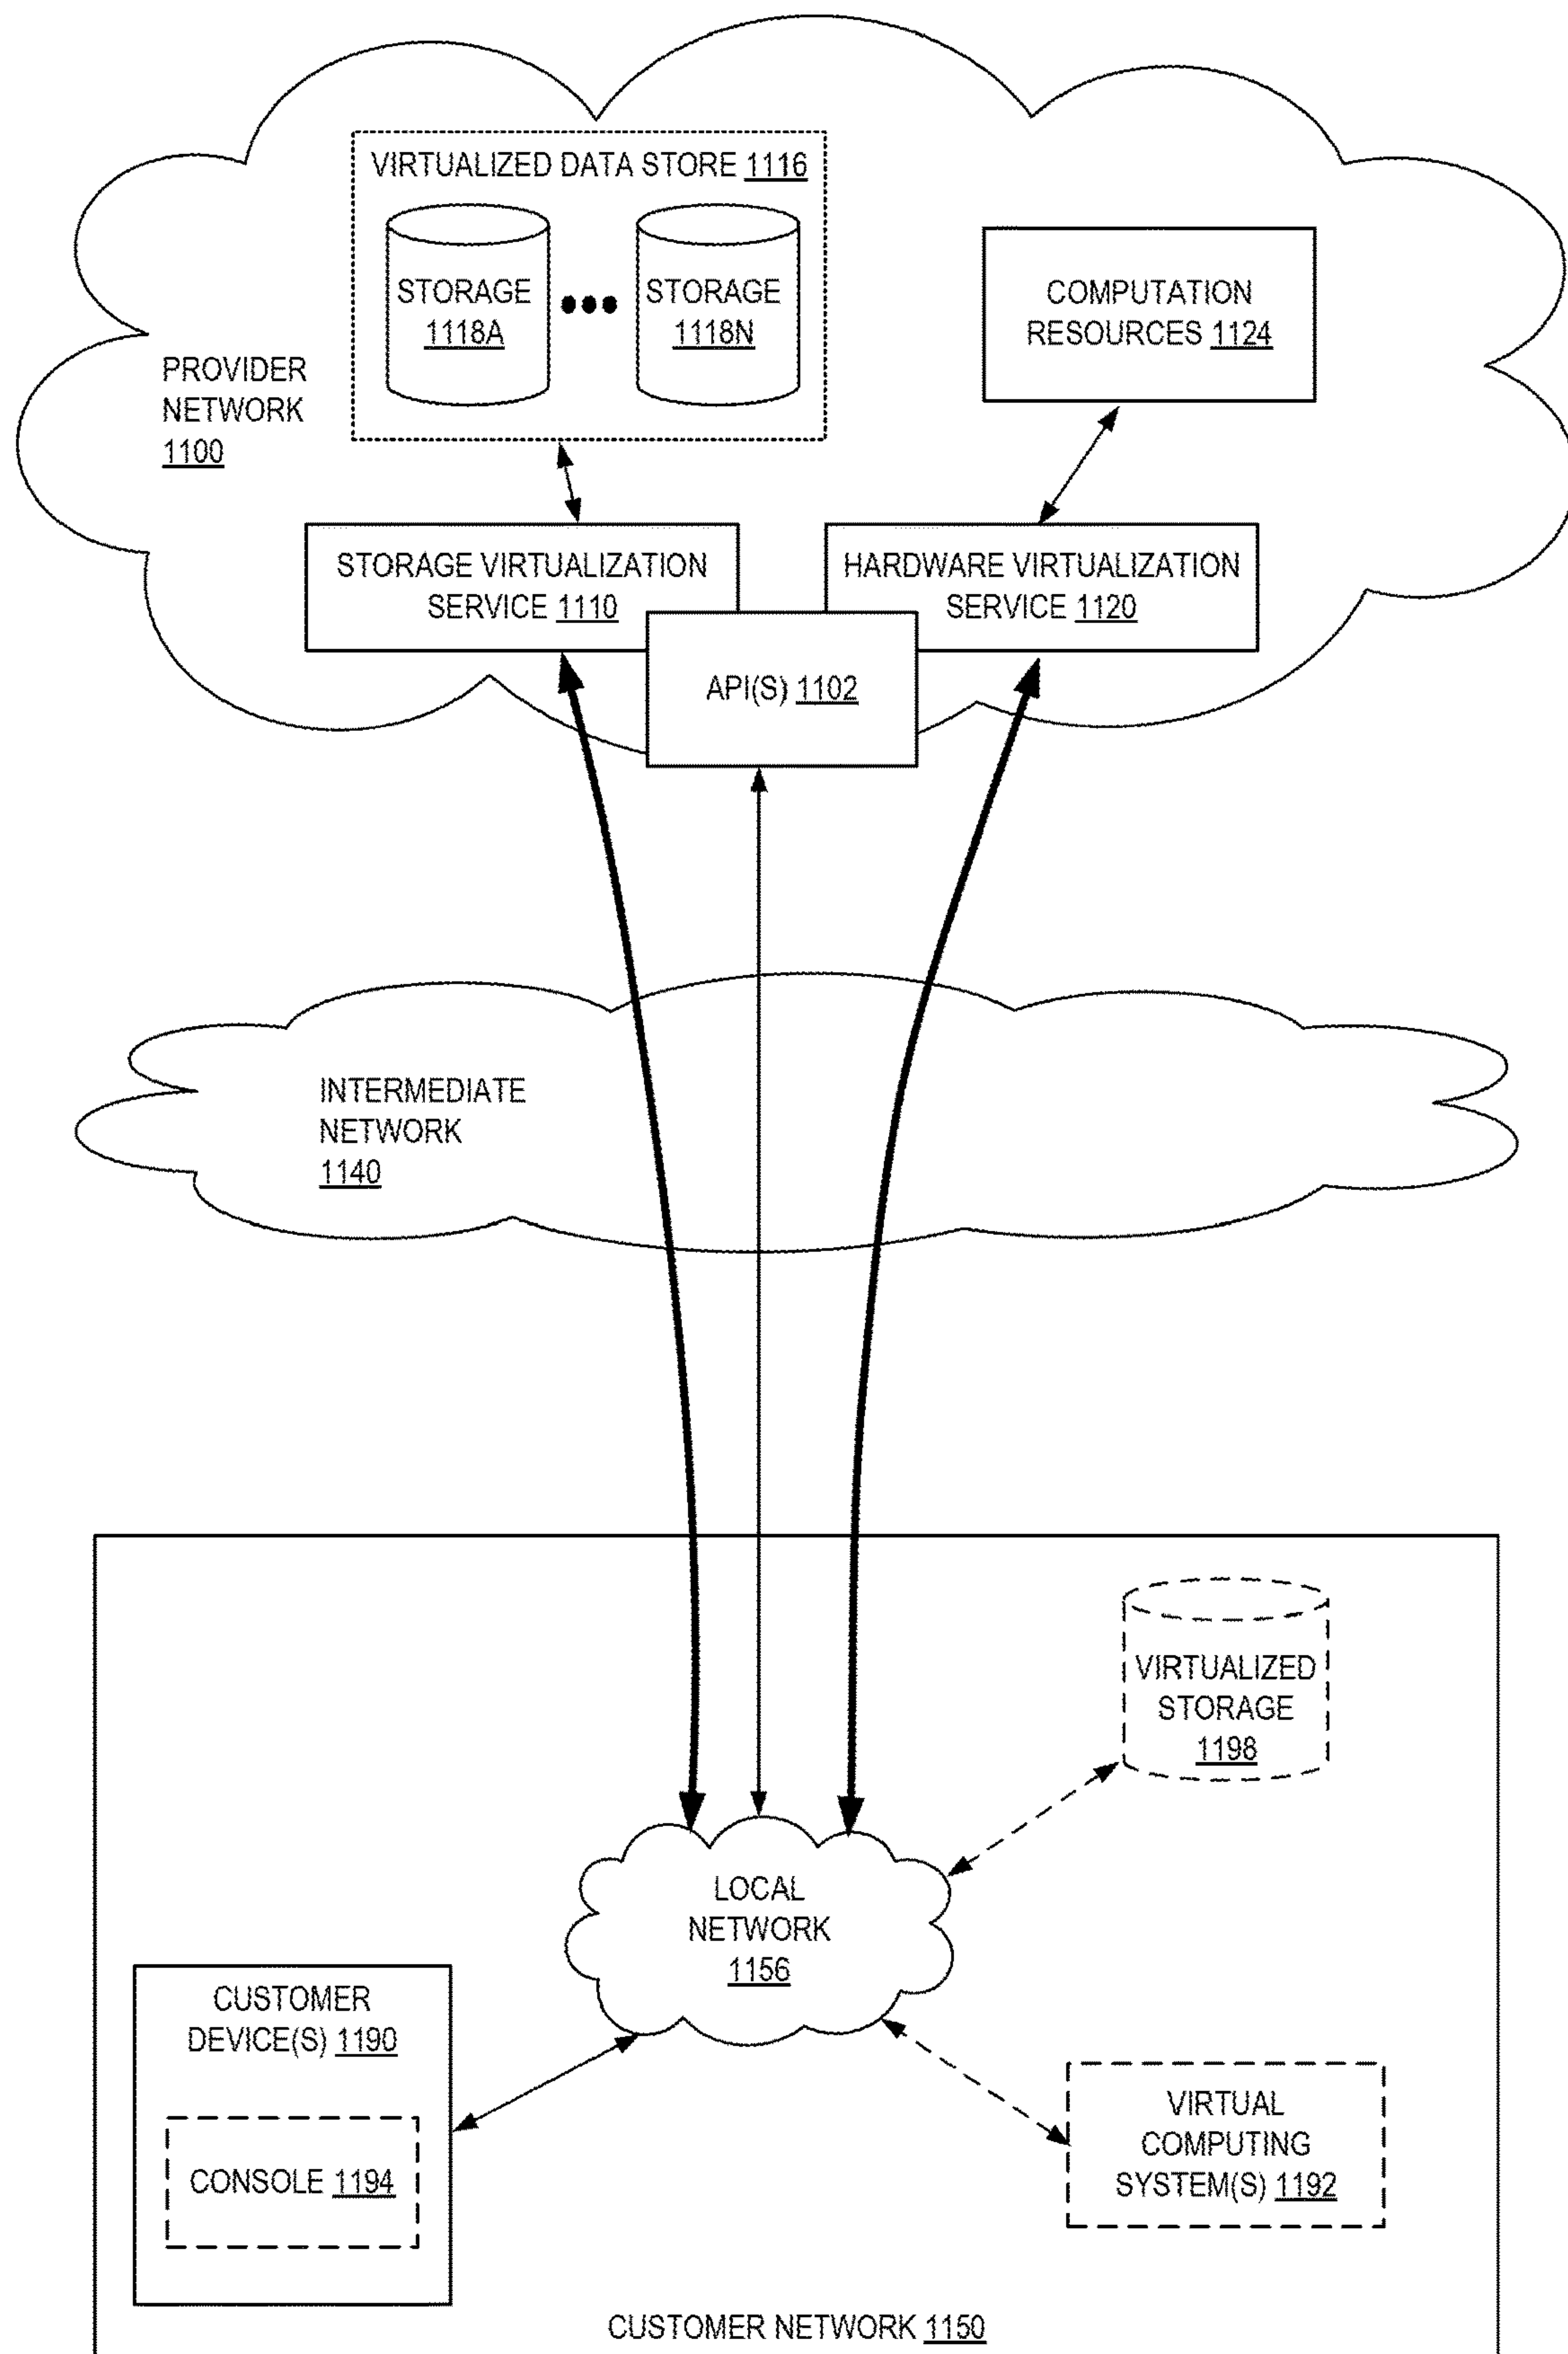 VIRTUALIZED DATA STORE 1116
STORAGE
1118A
STORAGE
1118N
COMPUTATION
RESOURCES 1124
PROVIDER
NETWORK
1100
STORAGE VIRTUALIZATION
SERVICE 1110
HARDWARE VIRTUALIZATION
SERVICE 1120
API(S) 1102
INTERMEDIATE
NETWORK
1140
VIRTUALIZED
STORAGE
1198
LOCAL
NETWORK
1156
CUSTOMER
DEVICE(S) 1190
CONSOLE 1194
VIRTUAL
COMPUTING
SYSTEM(S) 1192
CUSTOMER NETWORK 1150